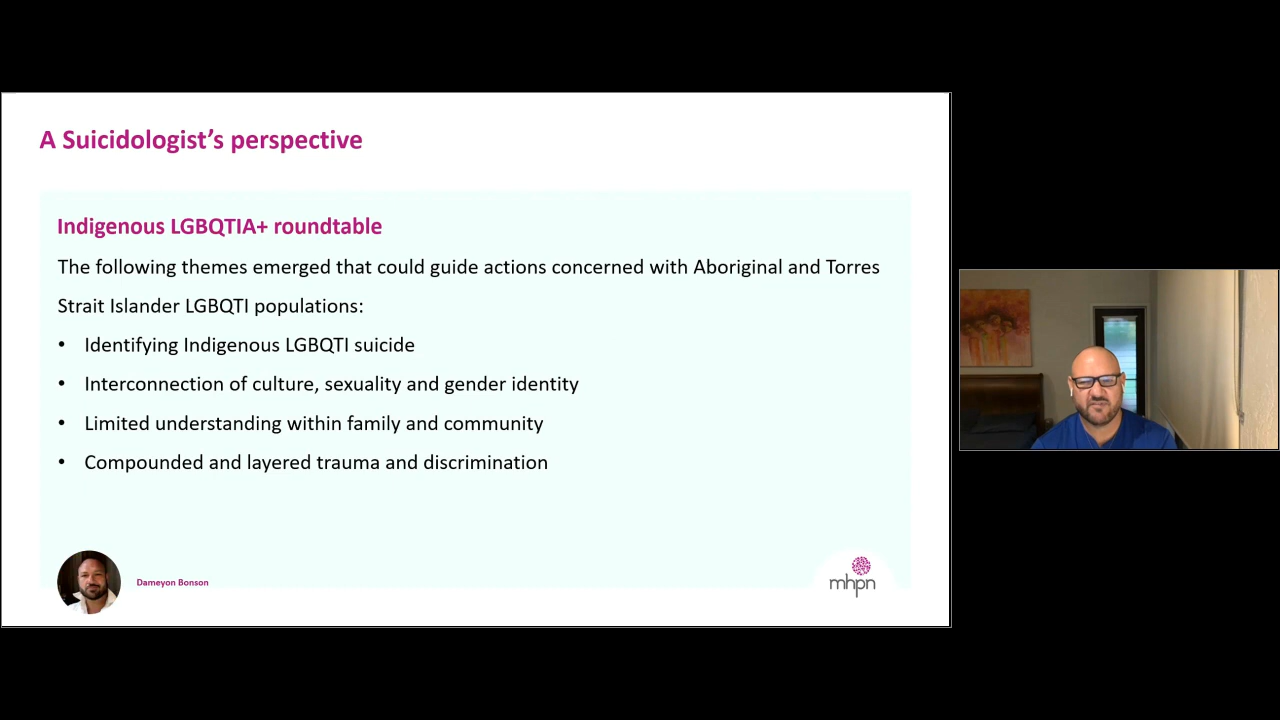 A Suicidologist’s perspective
Indigenous LGBQTIA+ roundtable
The following themes emerged that could guide actions concerned with Aboriginal and Torres
Strait Islander LGBQTI populations:
• Identifying Indigenous LGBQTI suicide
• Interconnection of culture, sexuality and gender identity
• Limited understanding within family and community
• Compounded and layered trauma and discrimination
Dameyon Bonson
mhpn